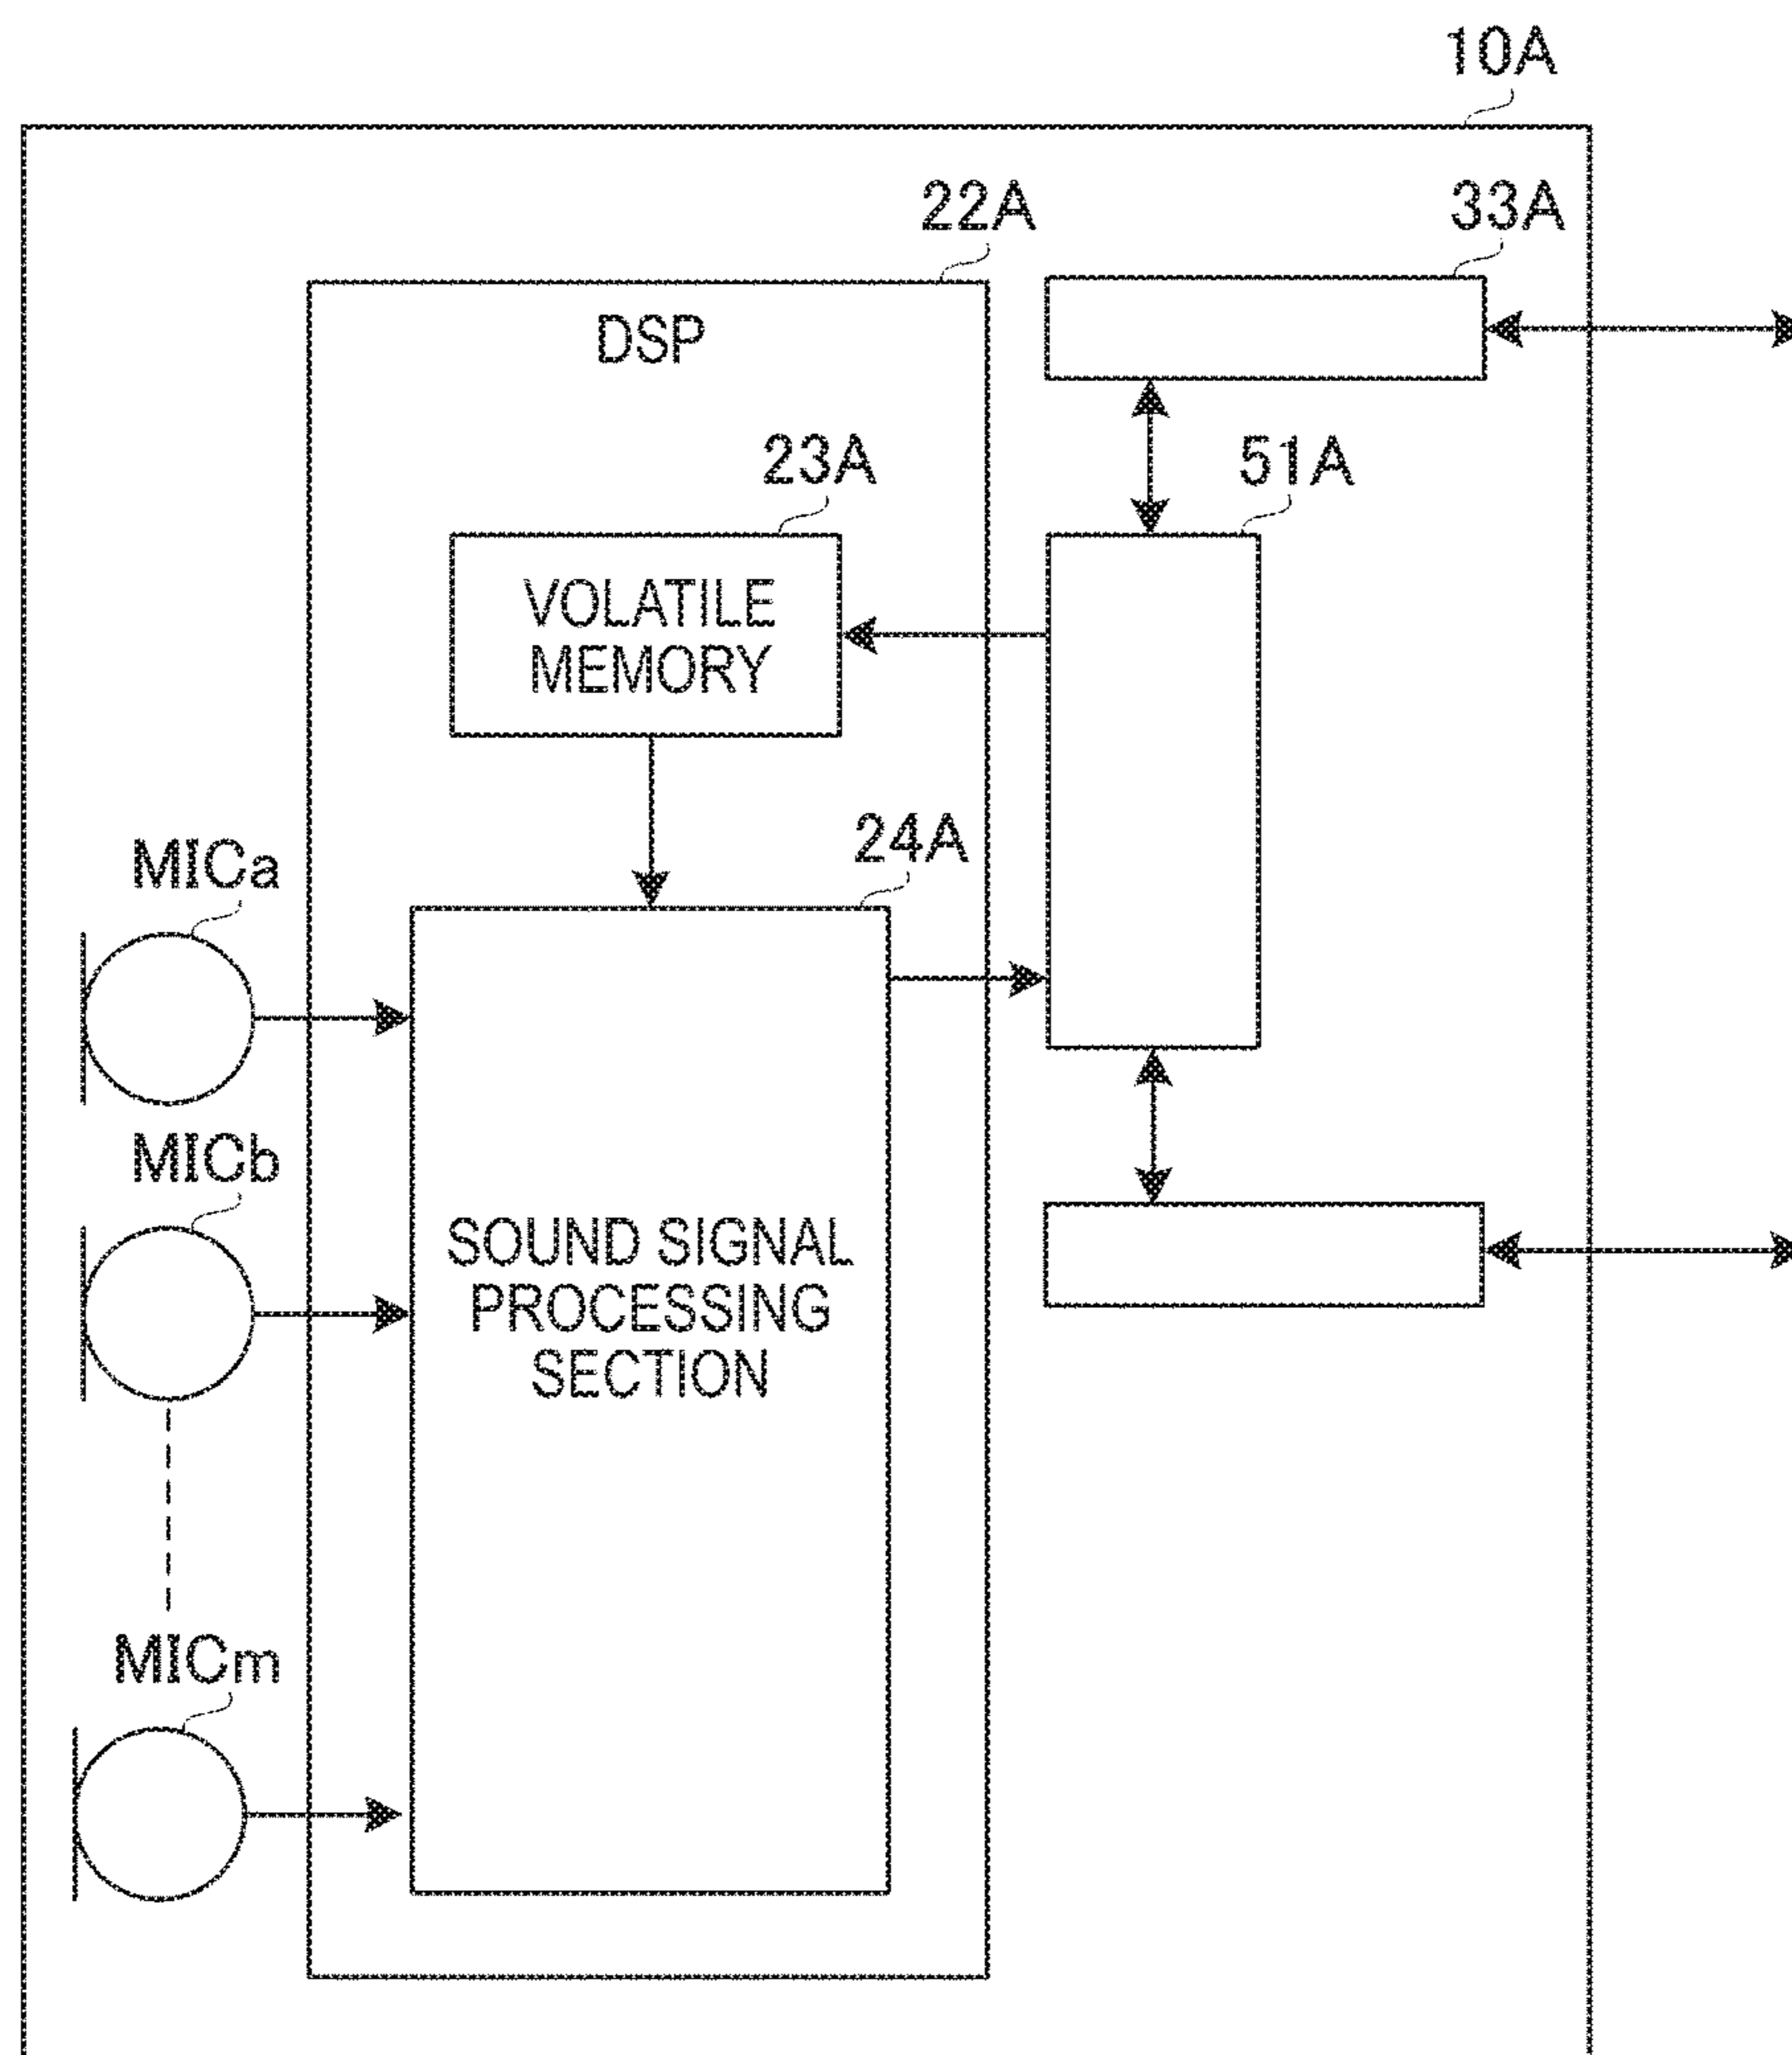 10A
22A
33A
DSP
23A
51A
VOLATILE
MEMORY
24A
MICa
MICb
SOUND SIGNAL
PROCESSING
SECTION
MICm